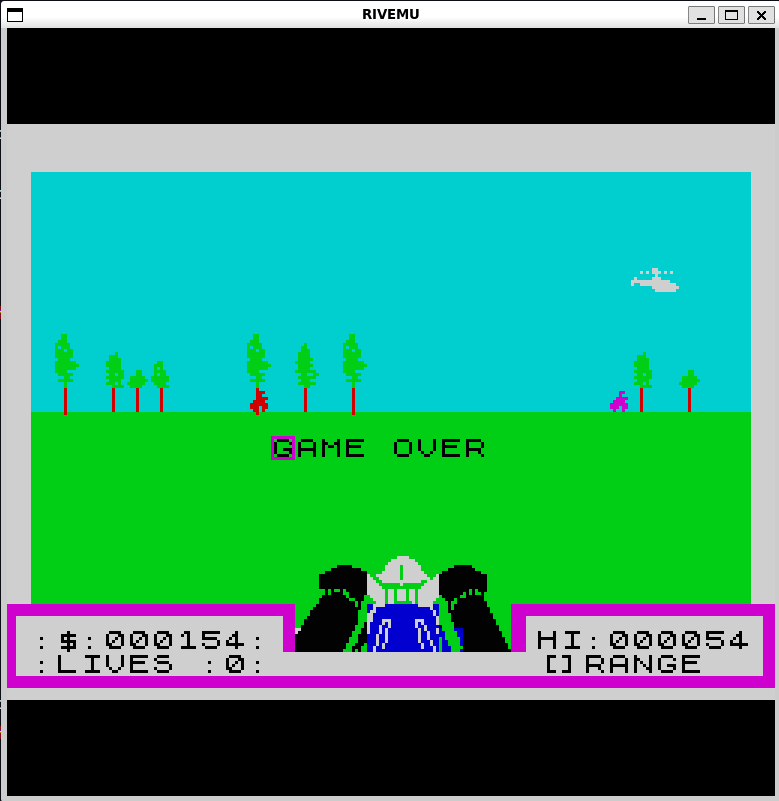 RIVEMU
GAME OVER
:$:000154:
:LIVES :0:
HI:000054
[]RANGE